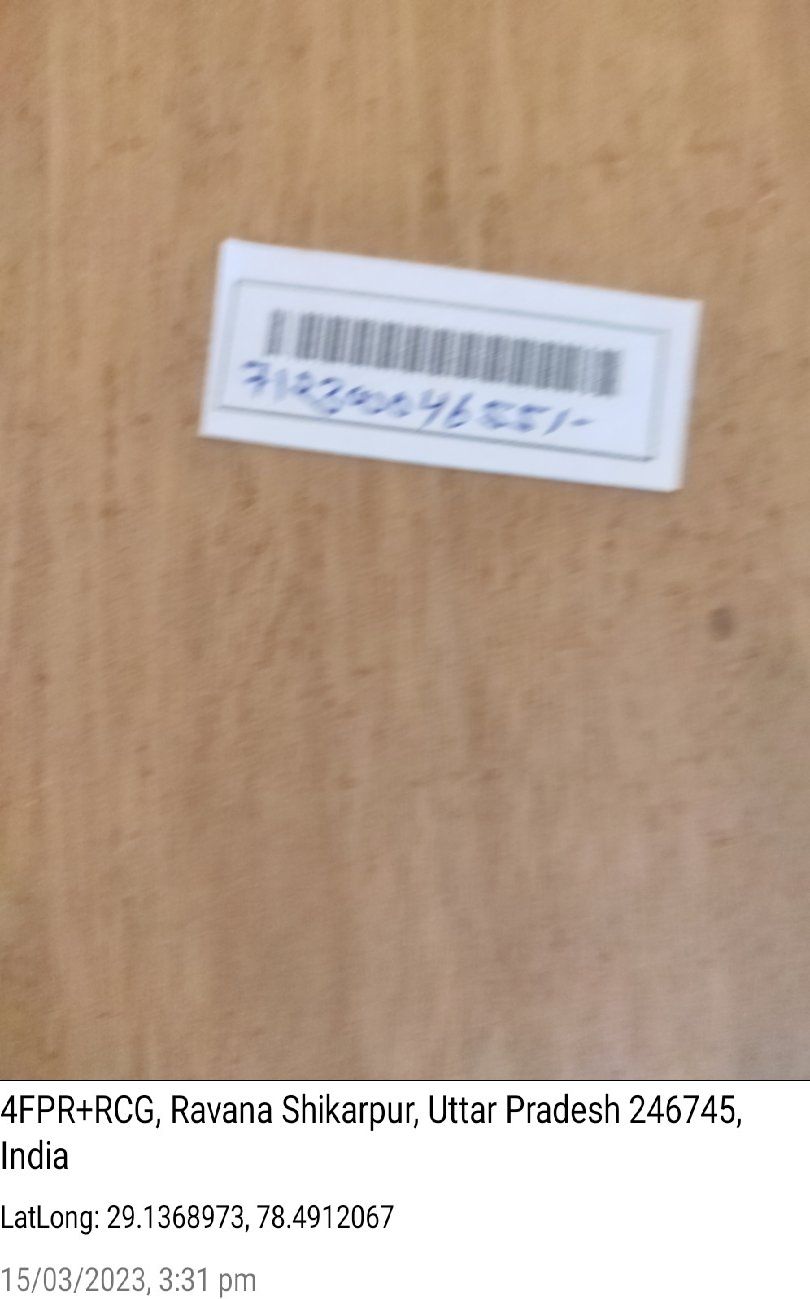 4FPR+RCG, Ravana Shikarpur, Uttar Pradesh 246745,
India
LatLong: 29.1368973, 78.4912067
15/03/2023, 3:31 pm